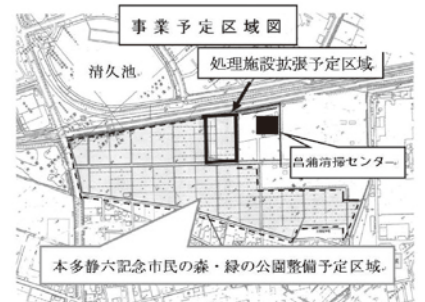 事業予定区域図
清久池
処理施設拡張予定区域
菖蒲清掃センター
本多静六記念市民の森・緑の公園整備予定区域